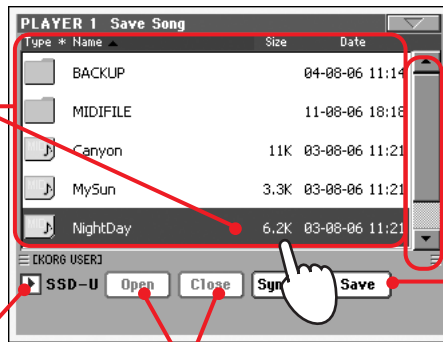 PLAYER 1 Save Song
Type * Name Size Date
BACKUP 04-08-06 11:14
MIDIFILE 11-08-06 18:18
Canyon 11K 03-08-06 11:21
MySun 3.3K 03-08-06 11:21
NightDay 6.2K 03-08-06 11:21
[KORG USER]
SSD-U Open Close Save